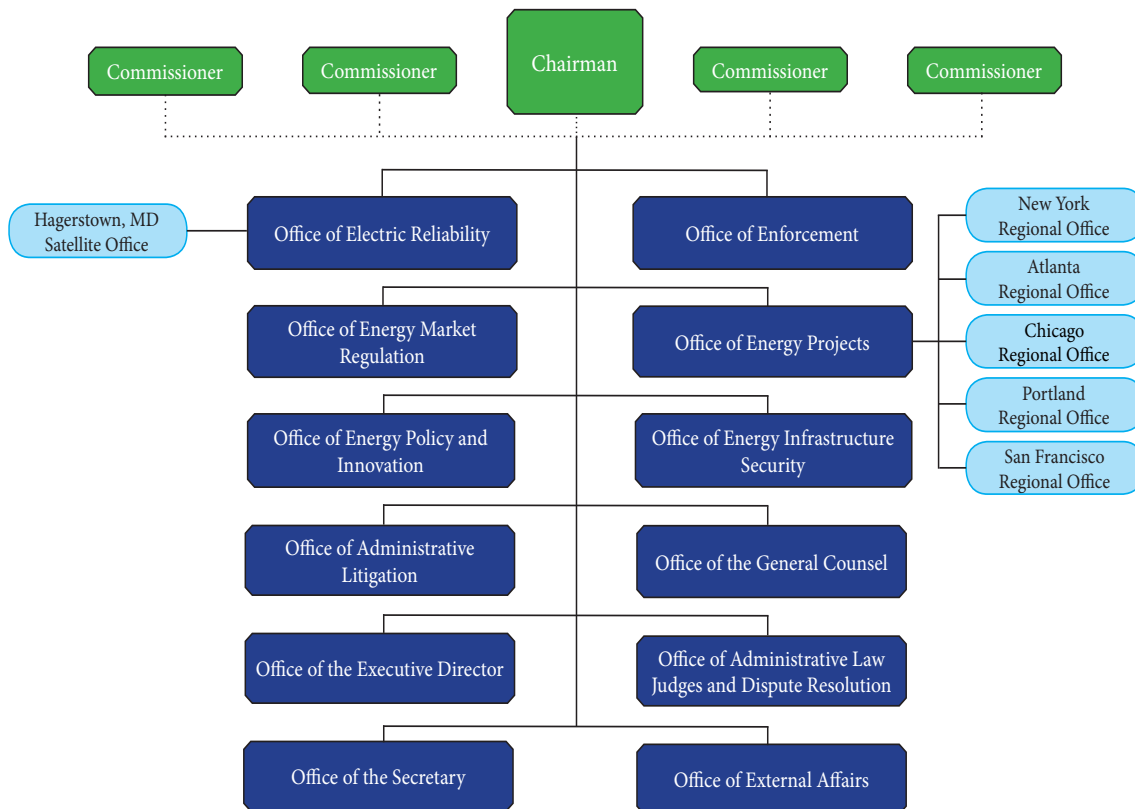 Commissioner
Commissioner
Chairman
Commissioner
Commissioner
Hagerstown, MD
Satellite Office
Office of Electric Reliability
Office of Enforcement
New York
Regional Office
Atlanta
Regional Office
Office of Energy Market
Regulation
Office of Energy Projects
Chicago
Regional Office
Portland
Regional Office
Office of Energy Policy and
Innovation
Office of Energy Infrastructure
Security
San Francisco
Regional Office
Office of Administrative
Litigation
Office of the General Counsel
Office of the Executive Director
Office of Administrative Law
Judges and Dispute Resolution
Office of the Secretary
Office of External Affairs